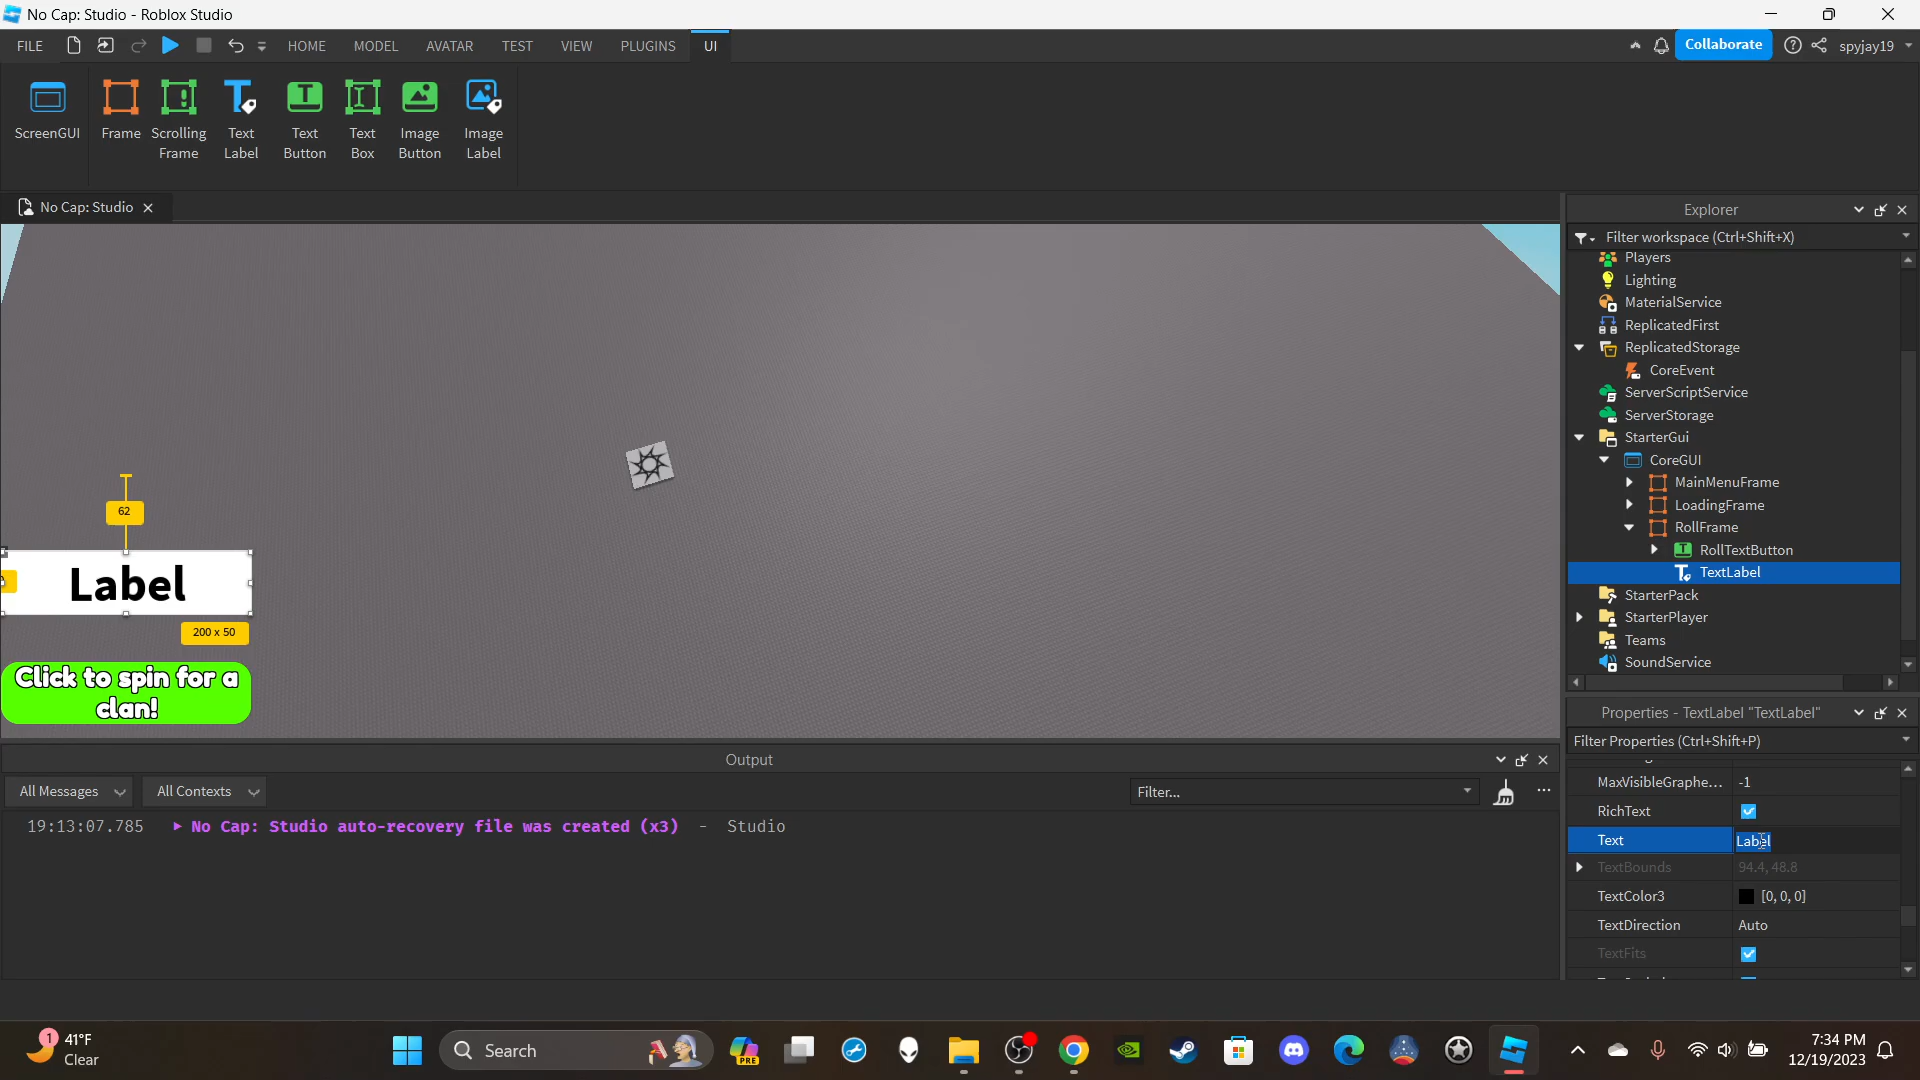 No Cap: Studio - Roblox Studio
FILE
HOME
MODEL
AVATAR
TEST
VIEW
PLUGINS
UI
Collaborate
spyjay19
ScreenGUI
Frame
Scrolling
Frame
Text
Label
Text
Button
Text
Box
Image
Button
Image
Label
No Cap: Studio
62
Label
200 x 50
Click to spin for a
clan!
Explorer
Filter workspace (Ctrl+Shift+X)
Players
Lighting
MaterialService
ReplicatedFirst
ReplicatedStorage
CoreEvent
ServerScriptService
ServerStorage
StarterGui
CoreGUI
MainMenuFrame
LoadingFrame
RollFrame
RollTextButton
TextLabel
StarterPack
StarterPlayer
Teams
SoundService
Properties - TextLabel "TextLabel"
Filter Properties (Ctrl+Shift+P)
MaxVisibleGraphe... -1
RichText
Text Label
TextBounds 94.4, 48.8
TextColor3 [0, 0, 0]
TextDirection Auto
TextFits
Output
All Messages
All Contexts
Filter...
19:13:07.785 No Cap: Studio auto-recovery file was created (x3) - Studio
1
41°F
Clear
Search
PRE
7:34 PM
12/19/2023